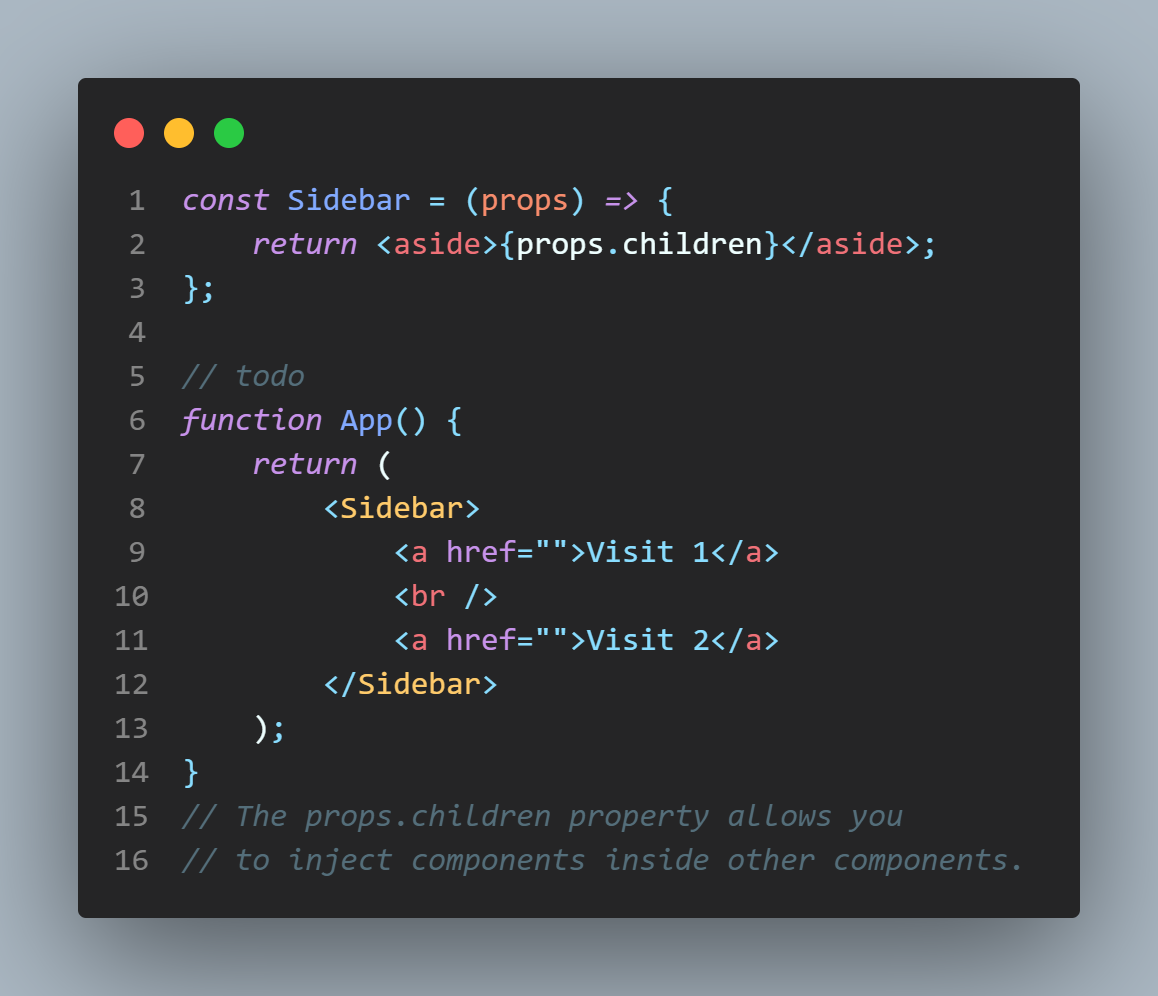 1 const Sidebar = (props) => {
2     return <aside>{props.children}</aside>;
3 };
4
5 // todo
6 function App() {
7     return (
8         <Sidebar>
9             <a href="">Visit 1</a>
10             <br />
11             <a href="">Visit 2</a>
12         </Sidebar>
13     );
14 }
15 // The props.children property allows you
16 // to inject components inside other components.